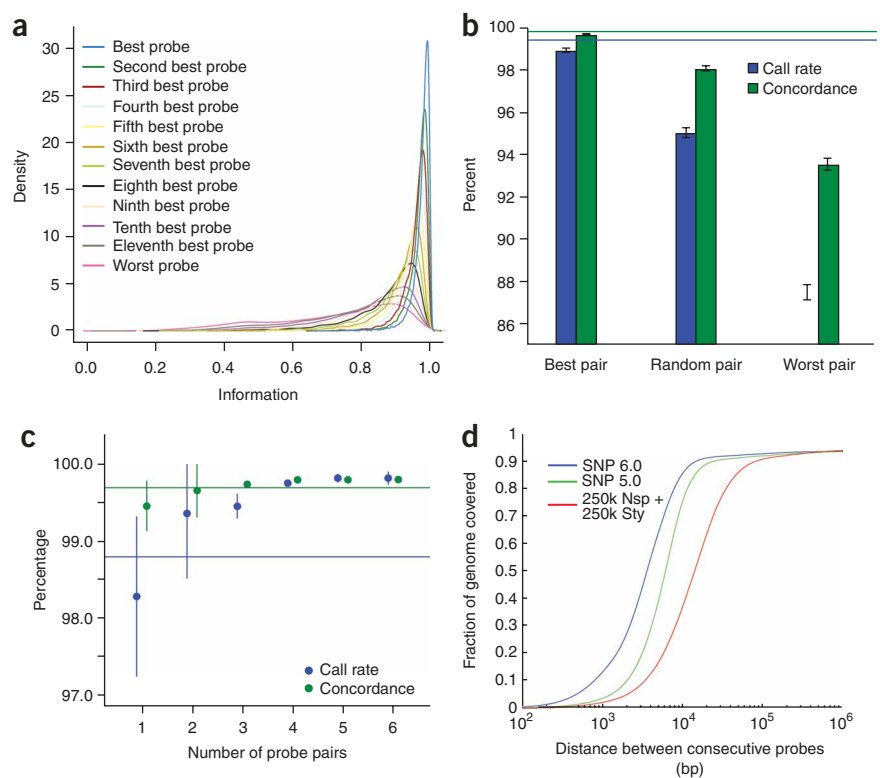 a
30
25
20
15
10
5
0
Density
Best probe
Second best probe
Third best probe
Fourth best probe
Fifth best probe
Sixth best probe
Seventh best probe
Eighth best probe
Ninth best probe
Tenth best probe
Eleventh best probe
Worst probe
0.0 0.2 0.4 0.6 0.8 1.0
Information
b
100
98
96
94
92
90
88
86
Percent
Call rate
Concordance
Best pair Random pair Worst pair
c
100.0
99.0
98.0
97.0
Percentage
Call rate
Concordance
1 2 3 4 5 6
Number of probe pairs
d
1
0.9
0.8
0.7
0.6
0.5
0.4
0.3
0.2
0.1
0
Fraction of genome covered
SNP 6.0
SNP 5.0
250k Nsp +
250k Sty
10² 10³ 10⁴ 10⁵ 10⁶
Distance between consecutive probes
(bp)